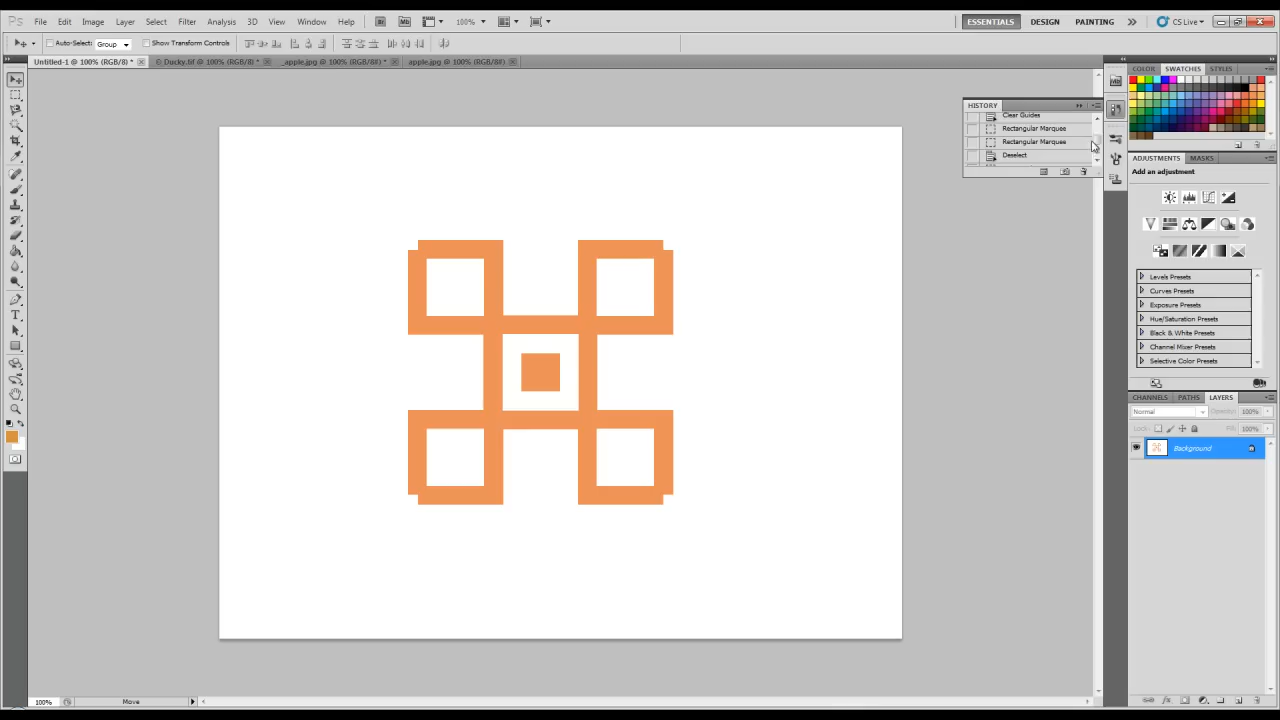 Ps File Edit Image Layer Select Filter Analysis 3D View Window Help Br Mb 100% ESSENTIALS DESIGN PAINTING CS Live
Auto-Select: Group Show Transform Controls
Untitled-1 @ 100% (RGB/8) * © Ducky.tif @ 100% (RGB/8) * _apple.jpg @ 100% (RGB/8#) * apple.jpg @ 100% (RGB/8)
COLOR SWATCHES STYLES
HISTORY
Clear Guides
Rectangular Marquee
Rectangular Marquee
Deselect
ADJUSTMENTS MASKS
Add an adjustment
Levels Presets
Curves Presets
Exposure Presets
Hue/Saturation Presets
Black & White Presets
Channel Mixer Presets
Selective Color Presets
CHANNELS PATHS LAYERS
Normal Opacity: 100%
Lock: Fill: 100%
Background
100% Move